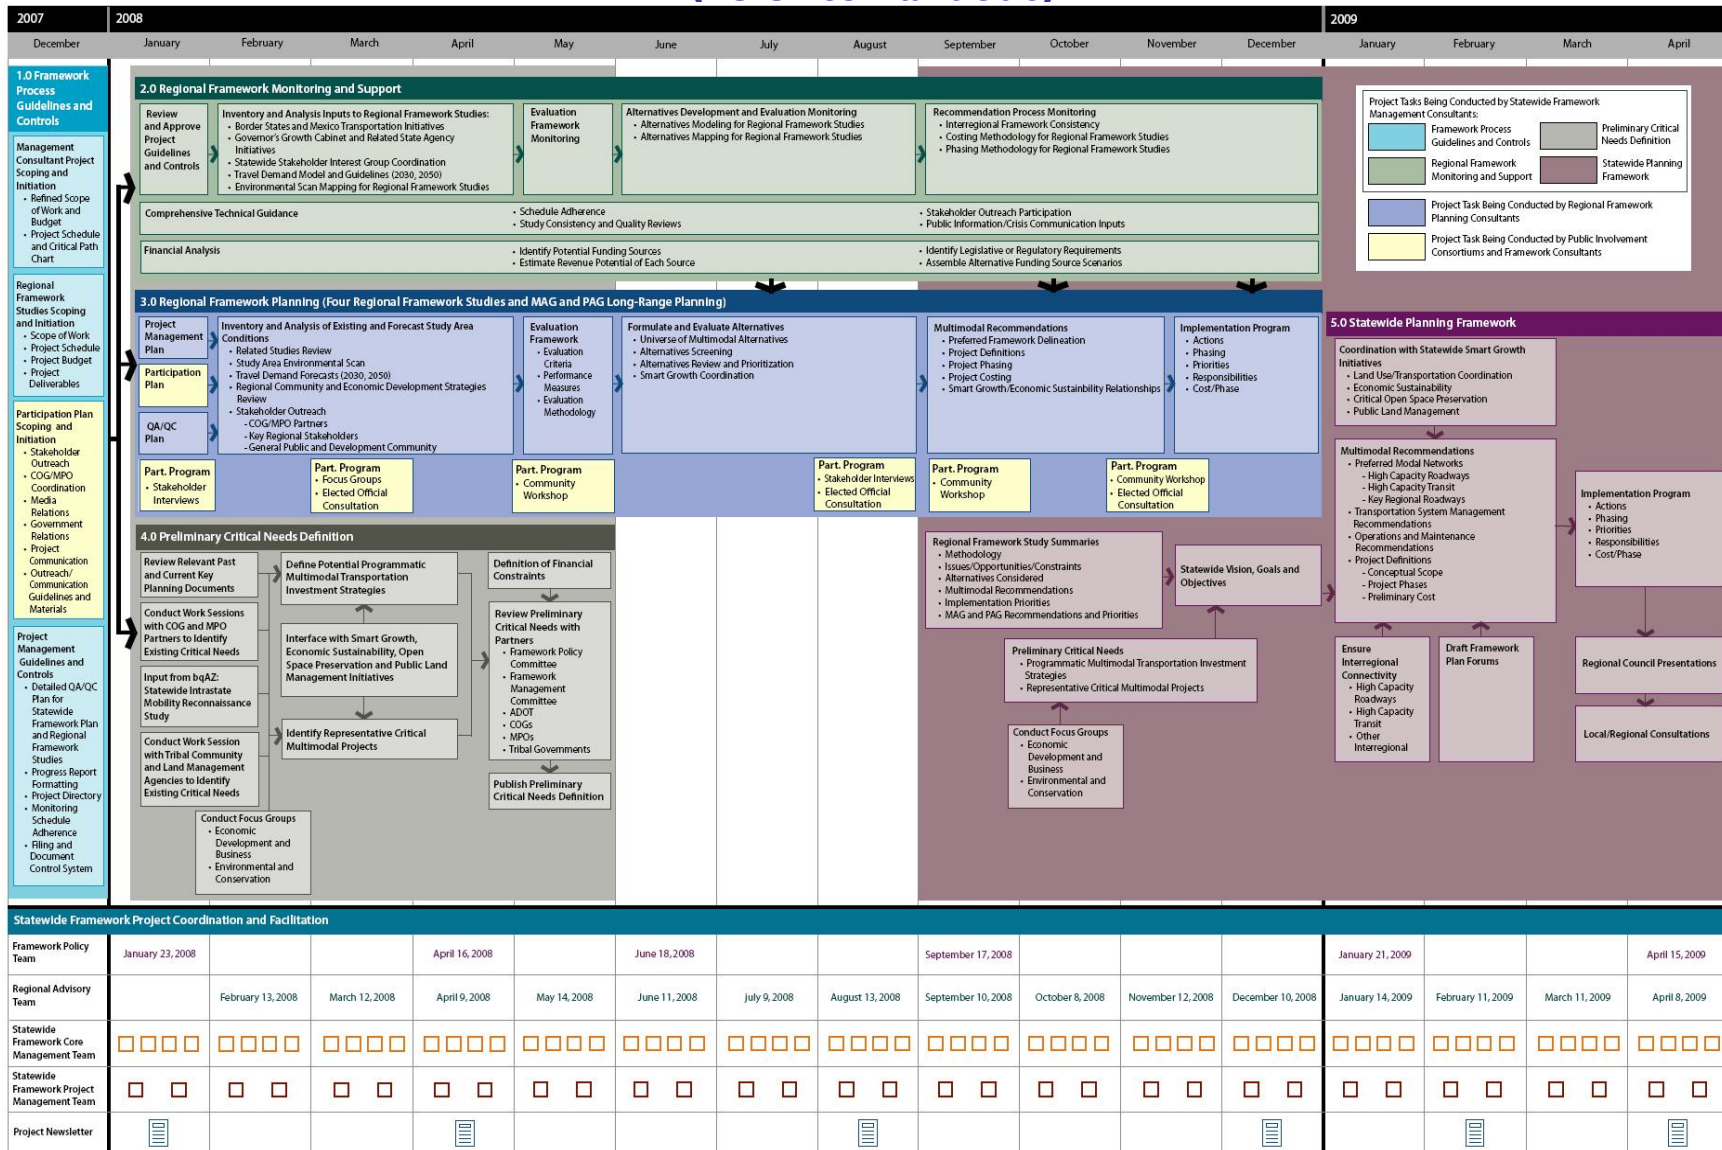 2007
2008
2009
December
January
February
March
April
May
June
July
August
September
October
November
December
January
February
March
April
1.0 Framework
Process
Guidelines and
Controls
Management
Consultant Project
Scoping and
Initiation
• Refined Scope
of Work and
Budget
• Project Schedule
and Critical Path
Chart
Regional
Framework
Studies Scoping
and Initiation
• Scope of Work
• Project Schedule
• Project Budget
• Project
Deliverables
Participation Plan
Scoping and
Initiation
• Stakeholder
Outreach
• COG/MPO
Coordination
• Media
Relations
• Government
Relations
• Project
Communication
• Outreach/
Communication
Guidelines and
Materials
Project
Management
Guidelines and
Controls
• Detailed QA/QC
Plan for
Statewide
Framework Plan
and Regional
Framework
Studies
• Progress Report
Formatting
• Project Directory
• Monitoring
Schedule
Adherence
• Filing and
Document
Control System
2.0 Regional Framework Monitoring and Support
Review
and Approve
Project
Guidelines
and Controls
Inventory and Analysis Inputs to Regional Framework Studies:
• Border States and Mexico Transportation Initiatives
• Governor's Growth Cabinet and Related State Agency
Initiatives
• Statewide Stakeholder Interest Group Coordination
• Travel Demand Model and Guidelines (2030, 2050)
• Environmental Scan Mapping for Regional Framework Studies
Evaluation
Framework
Monitoring
Alternatives Development and Evaluation Monitoring
• Alternatives Modeling for Regional Framework Studies
• Alternatives Mapping for Regional Framework Studies
Recommendation Process Monitoring
• Interregional Framework Consistency
• Costing Methodology for Regional Framework Studies
• Phasing Methodology for Regional Framework Studies
Comprehensive Technical Guidance
• Schedule Adherence
• Study Consistency and Quality Reviews
• Stakeholder Outreach Participation
• Public Information/Crisis Communication Inputs
Financial Analysis
• Identify Potential Funding Sources
• Estimate Revenue Potential of Each Source
• Identify Legislative or Regulatory Requirements
• Assemble Alternative Funding Source Scenarios
Project Tasks Being Conducted by Statewide Framework
Management Consultants:
Framework Process
Guidelines and Controls
Preliminary Critical
Needs Definition
Regional Framework
Monitoring and Support
Statewide Planning
Framework
Project Task Being Conducted by Regional Framework
Planning Consultants
Project Task Being Conducted by Public Involvement
Consortiums and Framework Consultants
3.0 Regional Framework Planning (Four Regional Framework Studies and MAG and PAG Long-Range Planning)
Project
Management
Plan
Participation
Plan
QA/QC
Plan
Inventory and Analysis of Existing and Forecast Study Area
Conditions
• Related Studies Review
• Study Area Environmental Scan
• Travel Demand Forecasts (2030, 2050)
• Regional Community and Economic Development Strategies
Review
• Stakeholder Outreach
- COG/MPO Partners
- Key Regional Stakeholders
- General Public and Development Community
Evaluation
Framework
• Evaluation
Criteria
• Performance
Measures
• Evaluation
Methodology
Formulate and Evaluate Alternatives
• Universe of Multimodal Alternatives
• Alternatives Screening
• Alternatives Review and Prioritization
• Smart Growth Coordination
Multimodal Recommendations
• Preferred Framework Delineation
• Project Definitions
• Project Phasing
• Project Costing
• Smart Growth/Economic Sustainbility Relationships
Implementation Program
• Actions
• Phasing
• Priorities
• Responsibilities
• Cost/Phase
Part. Program
• Stakeholder
Interviews
Part. Program
• Focus Groups
• Elected Official
Consultation
Part. Program
• Community
Workshop
Part. Program
• Stakeholder Interviews
• Elected Official
Consultation
Part. Program
• Community
Workshop
Part. Program
• Community Workshop
• Elected Official
Consultation
4.0 Preliminary Critical Needs Definition
Review Relevant Past
and Current Key
Planning Documents
Conduct Work Sessions
with COG and MPO
Partners to Identify
Existing Critical Needs
Input from bqAZ:
Statewide Intrastate
Mobility Reconnaissance
Study
Conduct Work Session
with Tribal Community
and Land Management
Agencies to Identify
Existing Critical Needs
Conduct Focus Groups
• Economic
Development and
Business
• Environmental and
Conservation
Define Potential Programmatic
Multimodal Transportation
Investment Strategies
Interface with Smart Growth,
Economic Sustainability, Open
Space Preservation and Public Land
Management Initiatives
Identify Representative Critical
Multimodal Projects
Definition of Financial
Constraints
Review Preliminary
Critical Needs with
Partners
• Framework Policy
Committee
• Framework
Management
Committee
• ADOT
• COGs
• MPOs
• Tribal Governments
Publish Preliminary
Critical Needs Definition
Regional Framework Study Summaries
• Methodology
• Issues/Opportunities/Constraints
• Alternatives Considered
• Multimodal Recommendations
• Implementation Priorities
• MAG and PAG Recommendations and Priorities
Statewide Vision, Goals and
Objectives
Preliminary Critical Needs
• Programmatic Multimodal Transportation Investment
Strategies
• Representative Critical Multimodal Projects
Conduct Focus Groups
• Economic
Development and
Business
• Environmental and
Conservation
5.0 Statewide Planning Framework
Coordination with Statewide Smart Growth
Initiatives
• Land Use/Transportation Coordination
• Economic Sustainability
• Critical Open Space Preservation
• Public Land Management
Multimodal Recommendations
• Preferred Modal Networks
- High Capacity Roadways
- High Capacity Transit
- Key Regional Roadways
• Transportation System Management
Recommendations
• Operations and Maintenance
Recommendations
• Project Definitions
- Conceptual Scope
- Project Phases
- Preliminary Cost
Implementation Program
• Actions
• Phasing
• Priorities
• Responsibilities
• Cost/Phase
Ensure
Interregional
Connectivity
• High Capacity
Roadways
• High Capacity
Transit
• Other
Interregional
Draft Framework
Plan Forums
Regional Council Presentations
Local/Regional Consultations
Statewide Framework Project Coordination and Facilitation
Framework Policy
Team
January 23, 2008
April 16, 2008
June 18, 2008
September 17, 2008
January 21, 2009
April 15, 2009
Regional Advisory
Team
February 13, 2008
March 12, 2008
April 9, 2008
May 14, 2008
June 11, 2008
july 9, 2008
August 13, 2008
September 10, 2008
October 8, 2008
November 12, 2008
December 10, 2008
January 14, 2009
February 11, 2009
March 11, 2009
April 8, 2009
Statewide
Framework Core
Management Team
Statewide
Framework Project
Management Team
Project Newsletter